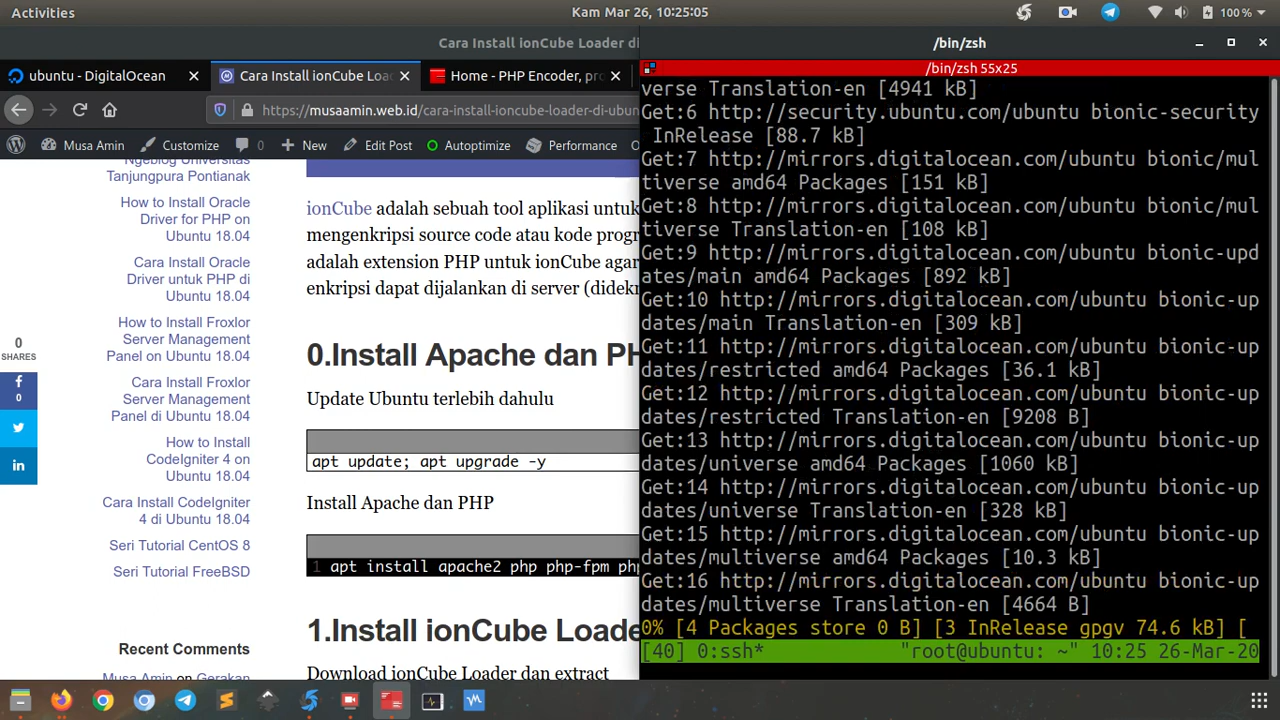 Activities
Kam Mar 26, 10:25:05
100 %
Cara Install ionCube Loader di
ubuntu - DigitalOcean
Cara Install ionCube Loa
Home - PHP Encoder, pro
https://musaamin.web.id/cara-install-ioncube-loader-di-ubun
Musa Amin
Customize
0
New
Edit Post
Autoptimize
Performance
Ngeblog Universitas
Tanjungpura Pontianak
How to Install Oracle
Driver for PHP on
Ubuntu 18.04
Cara Install Oracle
Driver untuk PHP di
Ubuntu 18.04
How to Install Froxlor
Server Management
Panel on Ubuntu 18.04
Cara Install Froxlor
Server Management
Panel di Ubuntu 18.04
How to Install
CodeIgniter 4 on
Ubuntu 18.04
Cara Install CodeIgniter
4 di Ubuntu 18.04
Seri Tutorial CentOS 8
Seri Tutorial FreeBSD
Recent Comments
Musa Amin on Gerakan
0
SHARES
0
ionCube adalah sebuah tool aplikasi untuk
mengenkripsi source code atau kode progr
adalah extension PHP untuk ionCube agar
enkripsi dapat dijalankan di server (didekr
0.Install Apache dan PH
Update Ubuntu terlebih dahulu
apt update; apt upgrade -y
Install Apache dan PHP
1 apt install apache2 php php-fpm php
1.Install ionCube Loade
Download ionCube Loader dan extract
/bin/zsh
/bin/zsh 55x25
verse Translation-en [4941 kB]
Get:6 http://security.ubuntu.com/ubuntu bionic-security
InRelease [88.7 kB]
Get:7 http://mirrors.digitalocean.com/ubuntu bionic/mul
tiverse amd64 Packages [151 kB]
Get:8 http://mirrors.digitalocean.com/ubuntu bionic/mul
tiverse Translation-en [108 kB]
Get:9 http://mirrors.digitalocean.com/ubuntu bionic-upd
ates/main amd64 Packages [892 kB]
Get:10 http://mirrors.digitalocean.com/ubuntu bionic-up
dates/main Translation-en [309 kB]
Get:11 http://mirrors.digitalocean.com/ubuntu bionic-up
dates/restricted amd64 Packages [36.1 kB]
Get:12 http://mirrors.digitalocean.com/ubuntu bionic-up
dates/restricted Translation-en [9208 B]
Get:13 http://mirrors.digitalocean.com/ubuntu bionic-up
dates/universe amd64 Packages [1060 kB]
Get:14 http://mirrors.digitalocean.com/ubuntu bionic-up
dates/universe Translation-en [328 kB]
Get:15 http://mirrors.digitalocean.com/ubuntu bionic-up
dates/multiverse amd64 Packages [10.3 kB]
Get:16 http://mirrors.digitalocean.com/ubuntu bionic-up
dates/multiverse Translation-en [4664 B]
0% [4 Packages store 0 B] [3 InRelease gpgv 74.6 kB] [
[40] 0:ssh* "root@ubuntu: ~" 10:25 26-Mar-20